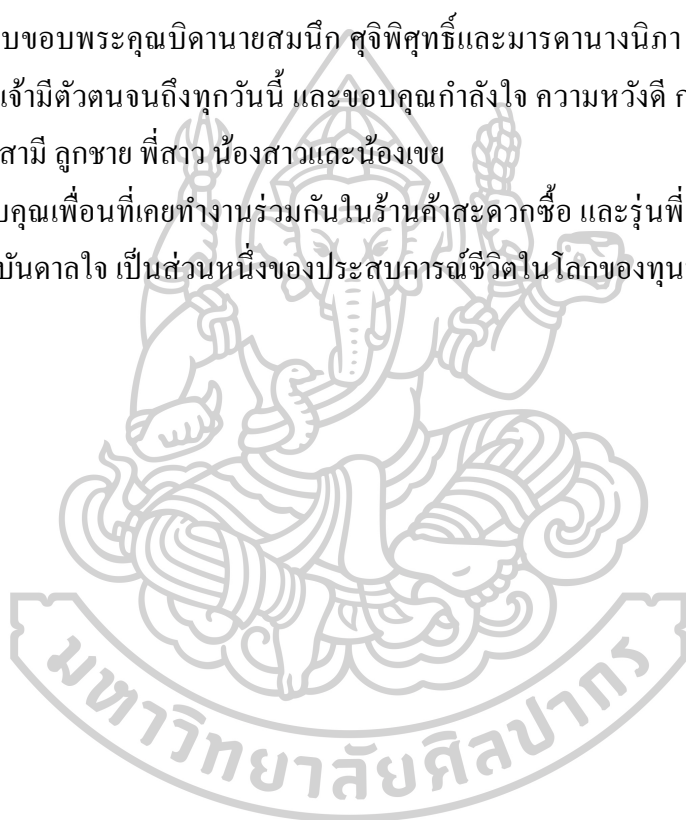 บขอบพระคุณบิดานายสมนึก ศุจิพิศุทธิ์และมารดานางนิภา
เจ้ามีตัวตนจนถึงทุกวันนี้ และขอบคุณกำลังใจ ความหวังดี ก
สามี ลูกชาย พี่สาว น้องสาวและน้องเขย
บคุณเพื่อนที่เคยทำงานร่วมกันในร้านค้าสะดวกซื้อ และรุ่นพี่
บันดาลใจ เป็นส่วนหนึ่งของประสบการณ์ชีวิตในโลกของทุน
มหาวิทยาลัยศิลปากร